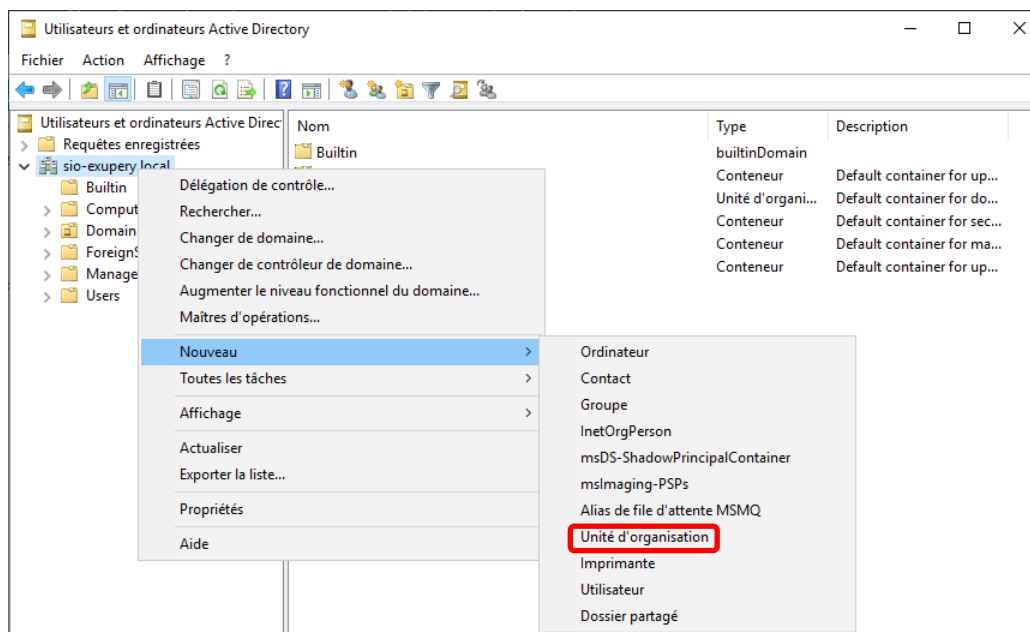 Utilisateurs et ordinateurs Active Directory
Fichier Action Affichage ?
Utilisateurs et ordinateurs Active Direc
Requêtes enregistrées
sio-exupery.local
Builtin
Comput
Domain
ForeignS
Manage
Users
Nom Type Description
Builtin builtinDomain
Conteneur Default container for up...
Unité d'organi... Default container for do...
Conteneur Default container for sec...
Conteneur Default container for ma...
Conteneur Default container for up...
Délégation de contrôle...
Rechercher...
Changer de domaine...
Changer de contrôleur de domaine...
Augmenter le niveau fonctionnel du domaine...
Maîtres d'opérations...
Nouveau
Toutes les tâches
Affichage
Actualiser
Exporter la liste...
Propriétés
Aide
Ordinateur
Contact
Groupe
InetOrgPerson
msDS-ShadowPrincipalContainer
msImaging-PSPs
Alias de file d'attente MSMQ
Unité d'organisation
Imprimante
Utilisateur
Dossier partagé